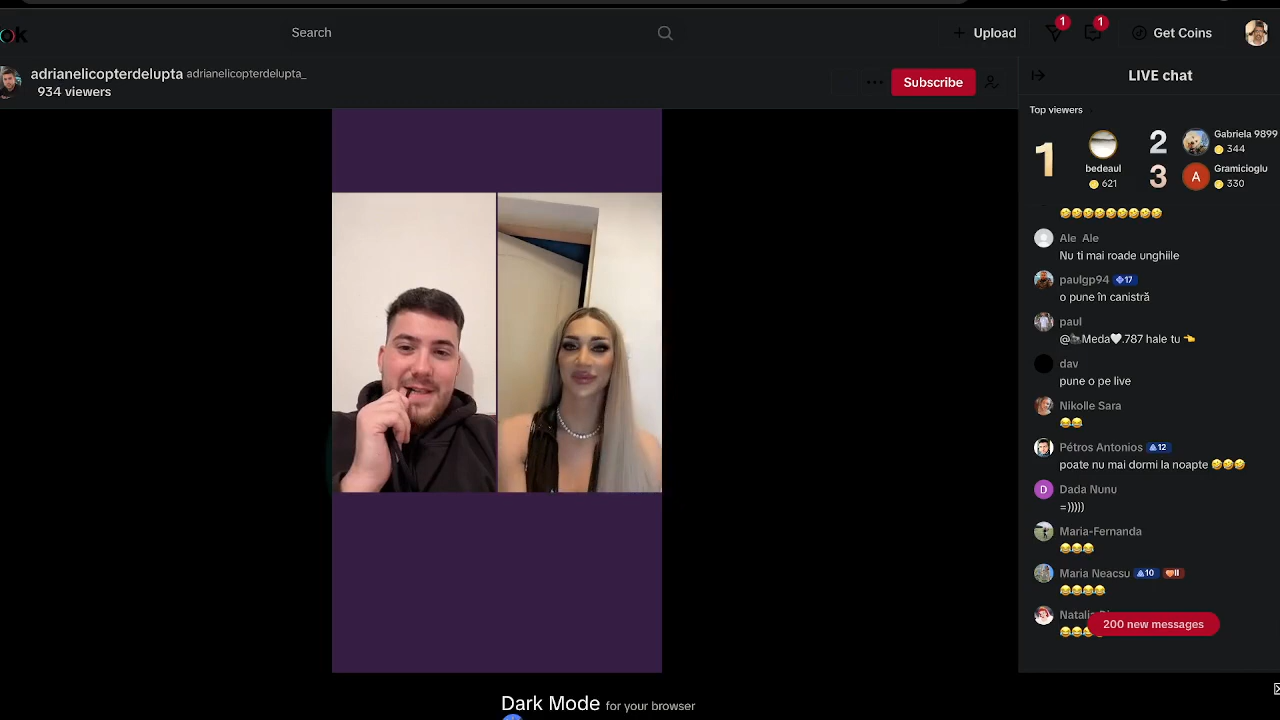 ok
Search
Upload
1
1
Get Coins
adrianelicopterdelupta adrianelicopterdelupta_
934 viewers
Subscribe
LIVE chat
Top viewers
1
bedeaul
621
2
Gabriela 9899
344
3
A
Gramicioglu
330
Ale Ale
Nu ti mai roade unghiile
paulgp94 17
o pune în canistră
paul
@🦇Meda🤍.787 hale tu 👈
dav
pune o pe live
Nikolle Sara
😂😂
Pétros Antonios 12
poate nu mai dormi la noapte 🤣🤣🤣
D
Dada Nunu
=)))))
Maria-Fernanda
😂😂😂
Maria Neacsu 10 II
😂😂😂😂
200 new messages
Dark Mode for your browser